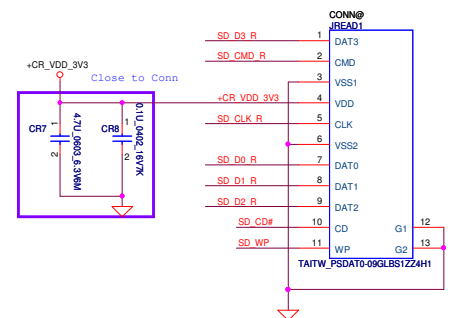 CONN@
JREAD1
SD_D3_R 1 DAT3
SD_CMD_R 2 CMD
+CR_VDD_3V3
Close to Conn
3 VSS1
+CR_VDD_3V3 4 VDD
SD_CLK_R 5 CLK
6 VSS2
SD_D0_R 7 DAT0
SD_D1_R 8 DAT1
SD_D2_R 9 DAT2
SD_CD# 10 CD G1 12
SD_WP 11 WP G2 13
TAITW_PSDAT0-09GLBS1ZZ4H1
CR7 1 2
4.7U_0603_6.3V6M
CR8 1 2
0.1U_0402_16V7K